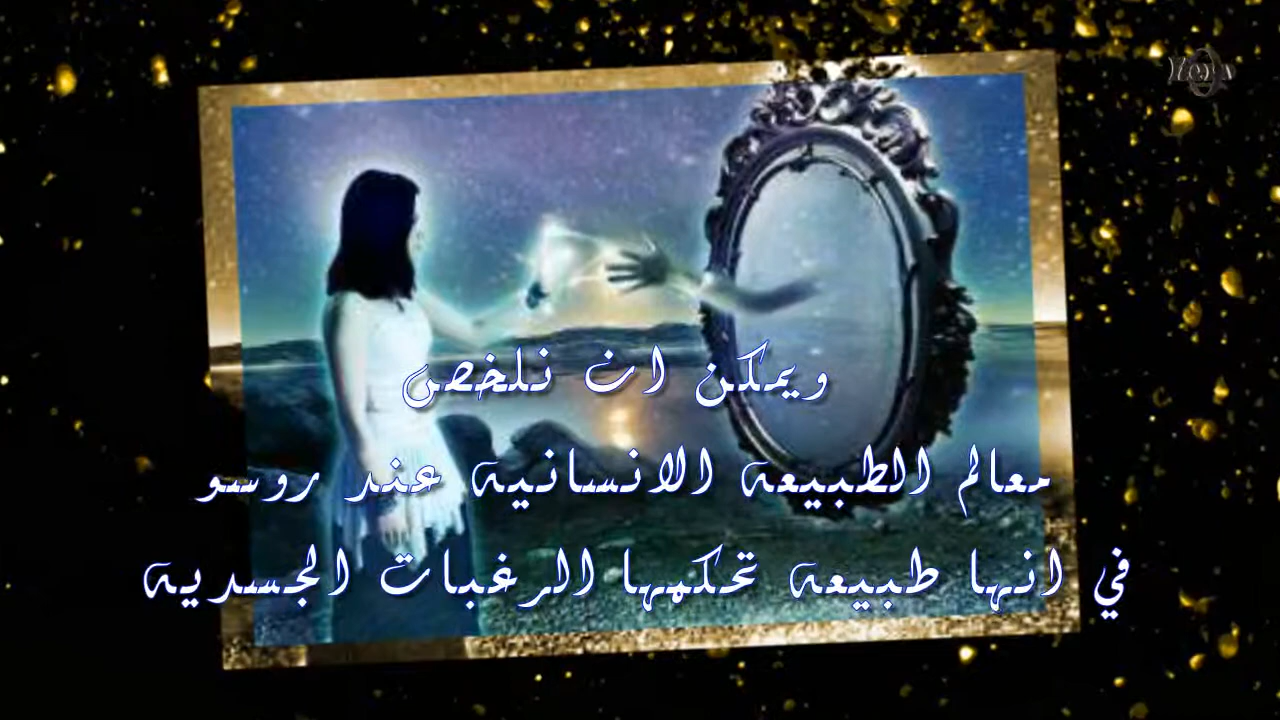 ويمكن ان نلخص
معالم الطبيعة الانسانية عند روسو
في انها طبيعة تحكمها الرغبات الجسدية